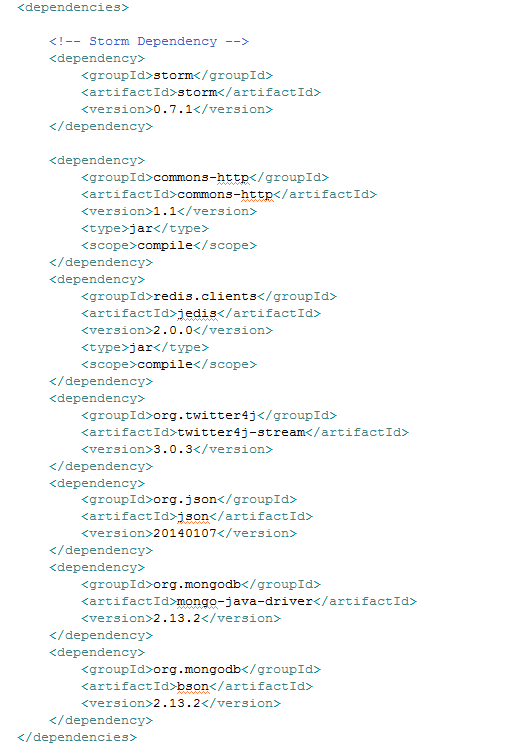 <dependencies>
<!-- Storm Dependency -->
<dependency>
<groupId>storm</groupId>
<artifactId>storm</artifactId>
<version>0.7.1</version>
</dependency>
<dependency>
<groupId>commons-http</groupId>
<artifactId>commons-http</artifactId>
<version>1.1</version>
<type>jar</type>
<scope>compile</scope>
</dependency>
<dependency>
<groupId>redis.clients</groupId>
<artifactId>jedis</artifactId>
<version>2.0.0</version>
<type>jar</type>
<scope>compile</scope>
</dependency>
<dependency>
<groupId>org.twitter4j</groupId>
<artifactId>twitter4j-stream</artifactId>
<version>3.0.3</version>
</dependency>
<dependency>
<groupId>org.json</groupId>
<artifactId>json</artifactId>
<version>20140107</version>
</dependency>
<dependency>
<groupId>org.mongodb</groupId>
<artifactId>mongo-java-driver</artifactId>
<version>2.13.2</version>
</dependency>
<dependency>
<groupId>org.mongodb</groupId>
<artifactId>bson</artifactId>
<version>2.13.2</version>
</dependency>
</dependencies>